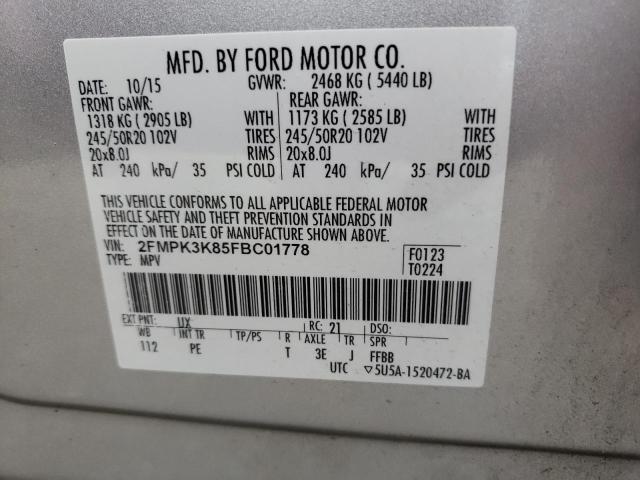 MFD. BY FORD MOTOR CO.
DATE: 10/15 GVWR: 2468 KG ( 5440 LB)
FRONT GAWR: REAR GAWR:
1318 KG ( 2905 LB) WITH 1173 KG ( 2585 LB) WITH
245/50R20 102V TIRES 245/50R20 102V TIRES
20x8.0J RIMS 20x8.0J RIMS
AT 240 kPa/ 35 PSI COLD AT 240 kPa/ 35 PSI COLD
THIS VEHICLE CONFORMS TO ALL APPLICABLE FEDERAL MOTOR
VEHICLE SAFETY AND THEFT PREVENTION STANDARDS IN
EFFECT ON THE DATE OF MANUFACTURE SHOWN ABOVE.
VIN: 2FMPK3K85FBC01778 F0123
TYPE: MPV T0224
EXT PNT: UX RC: 21 DSO:
WB INT TR TP/PS R AXLE TR SPR
112 PE T 3E J FFBB
UTC ▽5U5A-1520472-BA